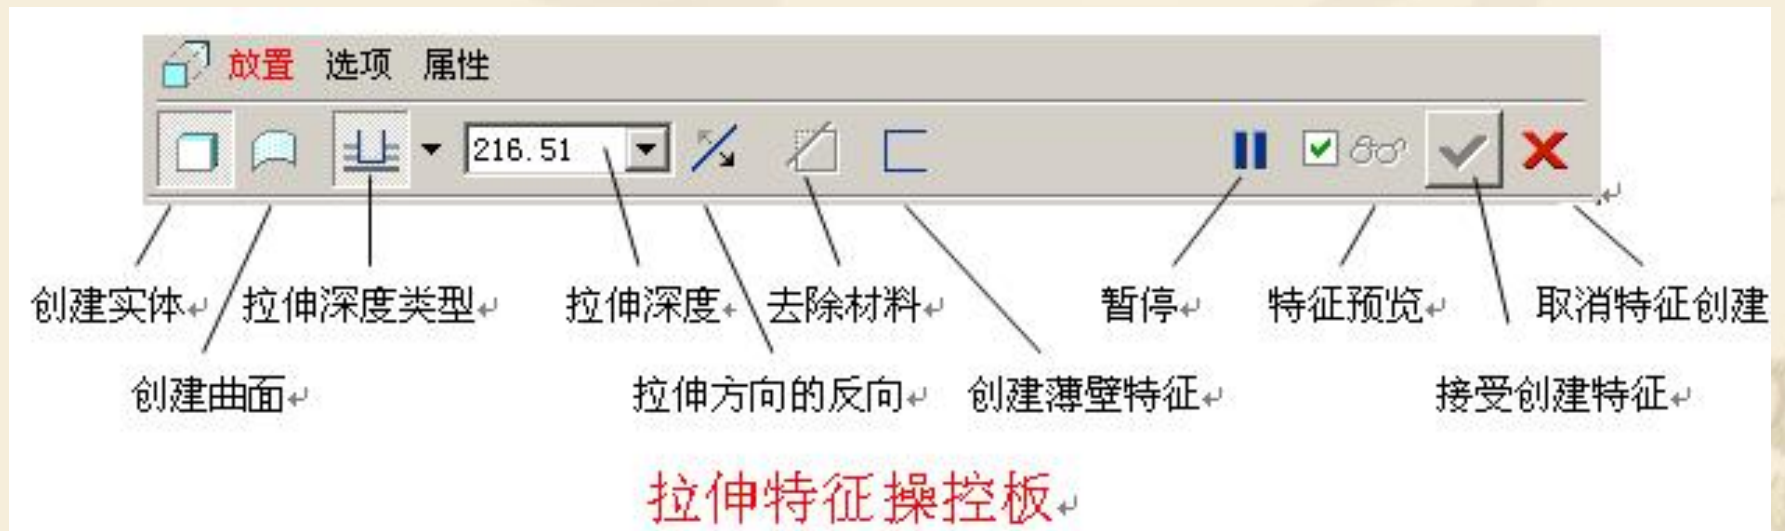 放置 选项 属性
216.51
创建实体 拉伸深度类型 拉伸深度 去除材料 暂停 特征预览 取消特征创建
创建曲面 拉伸方向的反向 创建薄壁特征 接受创建特征
拉伸特征操控板